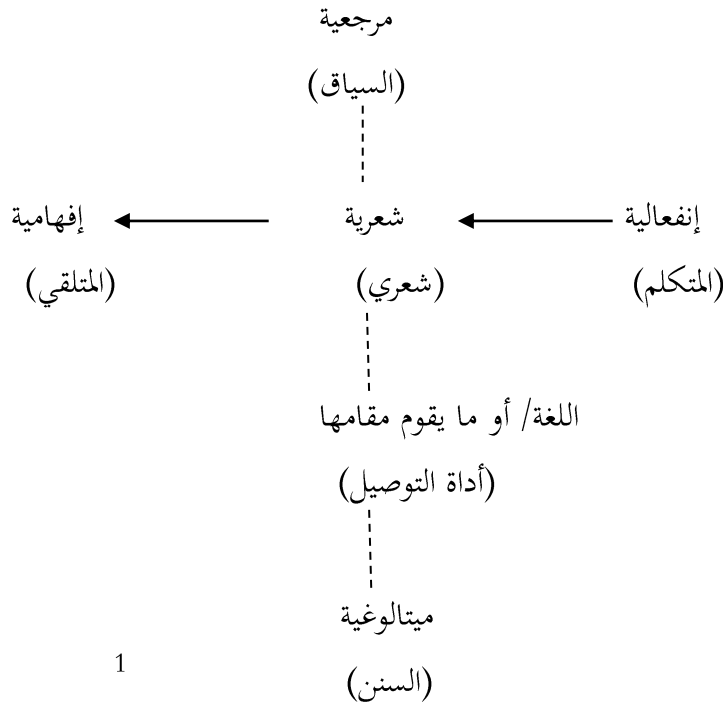 مرجعية
(السياق)
إنفعالية
شعرية
إفهامية
(المتكلم)
(شعري)
(المتلقي)
اللغة/ أو ما يقوم مقامها
(أداة التوصيل)
ميتالوغية
1
(السنن)